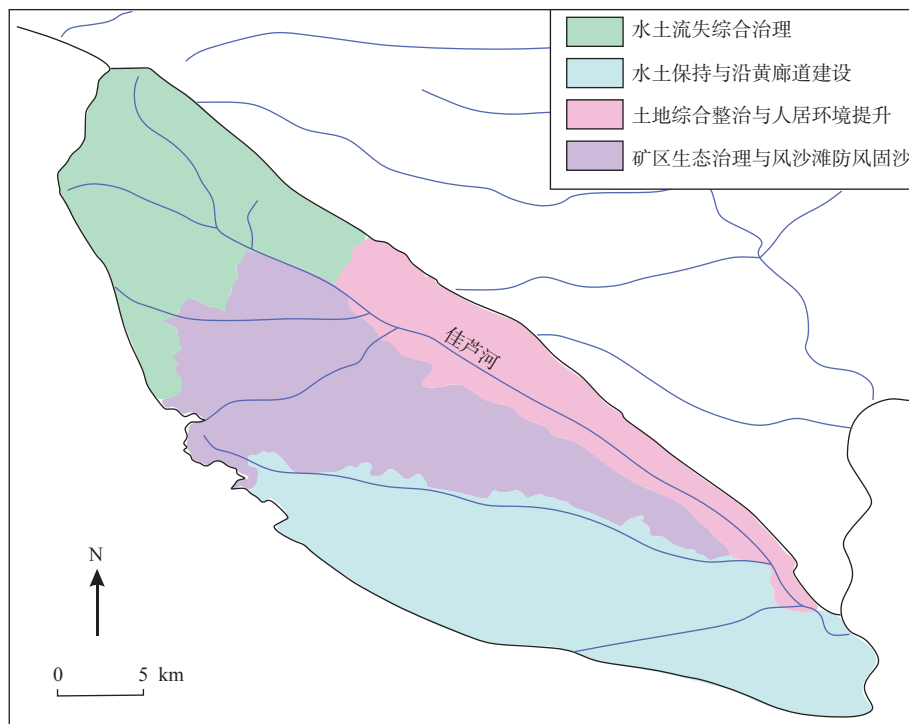 水土流失综合治理
水土保持与沿黄廊道建设
土地综合整治与人居环境提升
矿区生态治理与风沙滩防风固沙
佳芦河
N
0 5 km